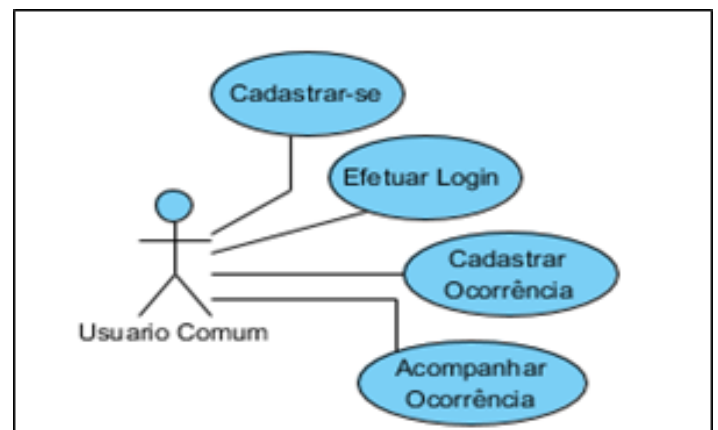 Cadastrar-se
Efetuar Login
Cadastrar
Ocorrência
Usuario Comum
Acompanhar
Ocorrência